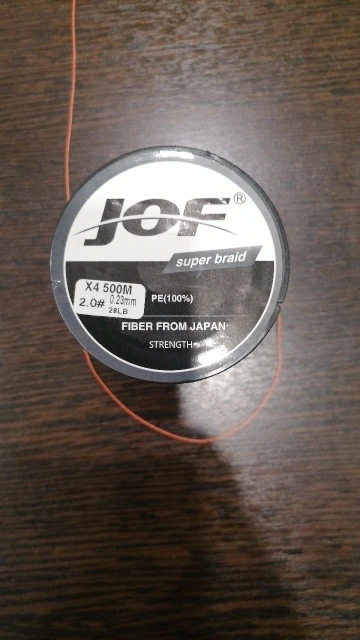 JOF®
super braid
X4 500M
2.0# 0.23mm
28LB
PE(100%)
FIBER FROM JAPAN
STRENGTH